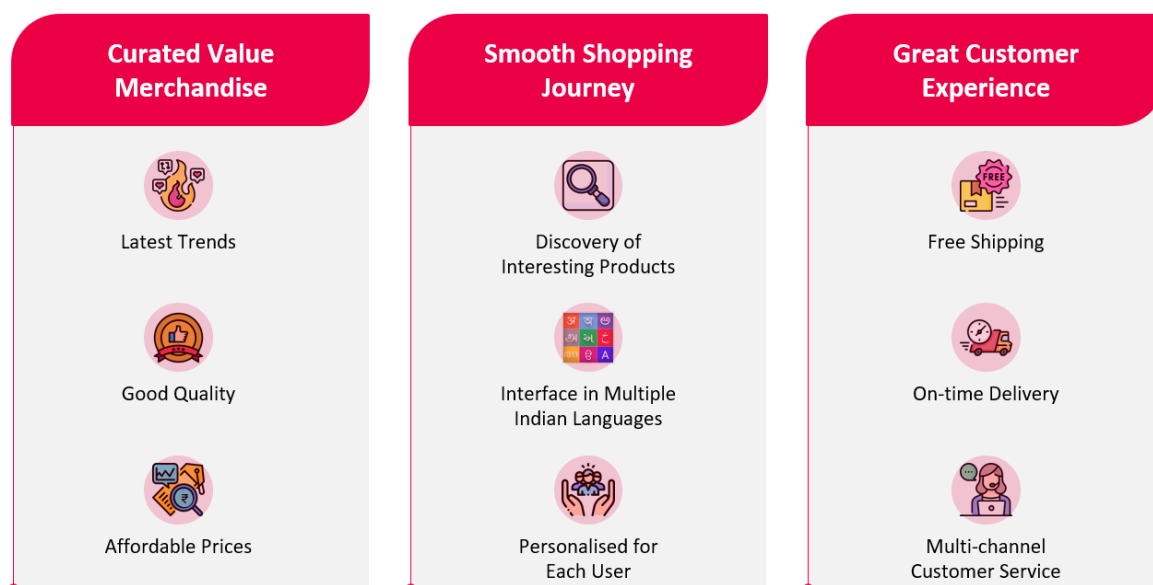 Curated Value
Merchandise
Latest Trends
Good Quality
₹
Affordable Prices
Smooth Shopping
Journey
Discovery of
Interesting Products
अ
অ
అ
અ
A
Interface in Multiple
Indian Languages
Personalised for
Each User
Great Customer
Experience
FREE
Free Shipping
On-time Delivery
Multi-channel
Customer Service